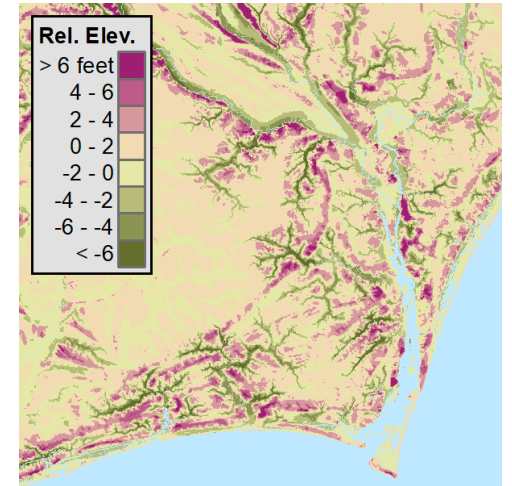 Rel. Elev.
> 6 feet
4 - 6
2 - 4
0 - 2
-2 - 0
-4 - -2
-6 - -4
< -6